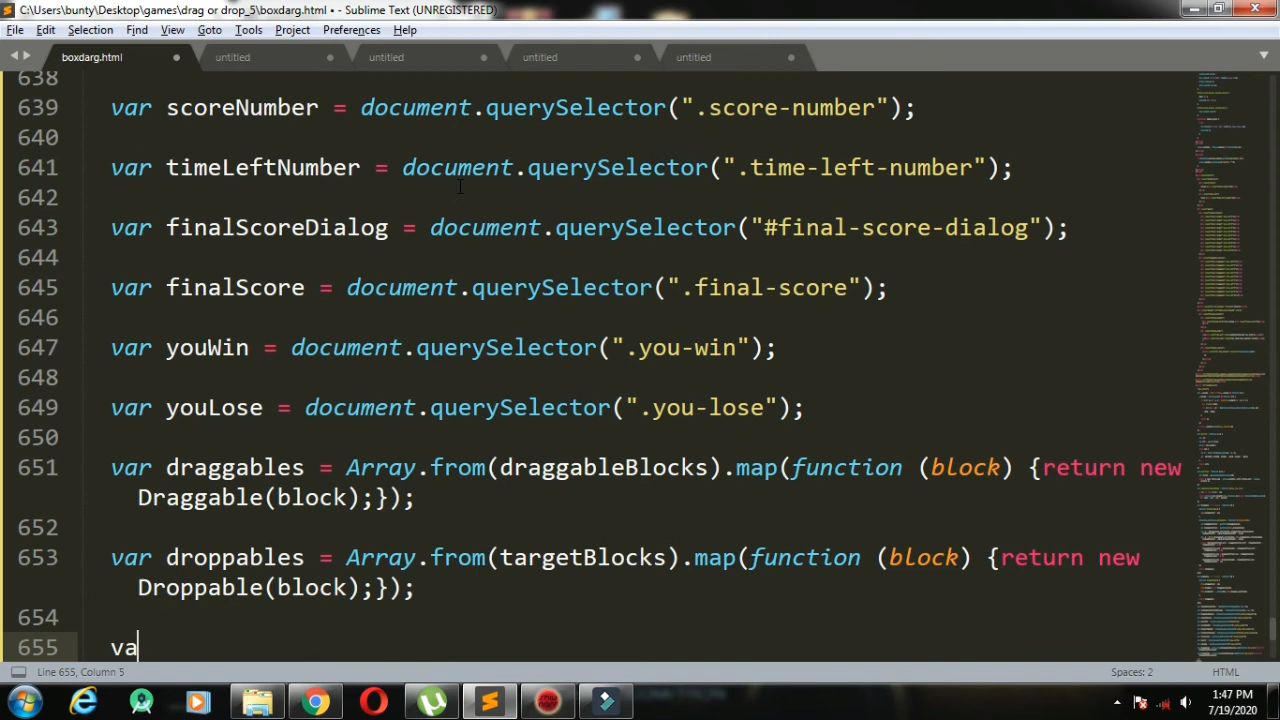 C:\Users\bunty\Desktop\games\drag or drop_5\boxdarg.html • - Sublime Text (UNREGISTERED)
File Edit Selection Find View Goto Tools Project Preferences Help
boxdarg.html untitled untitled untitled untitled
638
639 var scoreNumber = document.querySelector(".score-number");
640
641 var timeLeftNumber = document.querySelector(".time-left-number");
642
643 var finalScoreDialog = document.querySelector("#final-score-dialog");
644
645 var finalScore = document.querySelector(".final-score");
646
647 var youWin = document.querySelector(".you-win");
648
649 var youLose = document.querySelector(".you-lose");
650
651 var draggables = Array.from(draggableBlocks).map(function (block) {return new
Draggable(block);});
652
653 var droppables = Array.from(targetBlocks).map(function (block) {return new
Droppable(block);});
654
655 va
Line 655, Column 5 Spaces: 2 HTML
1:47 PM
7/19/2020